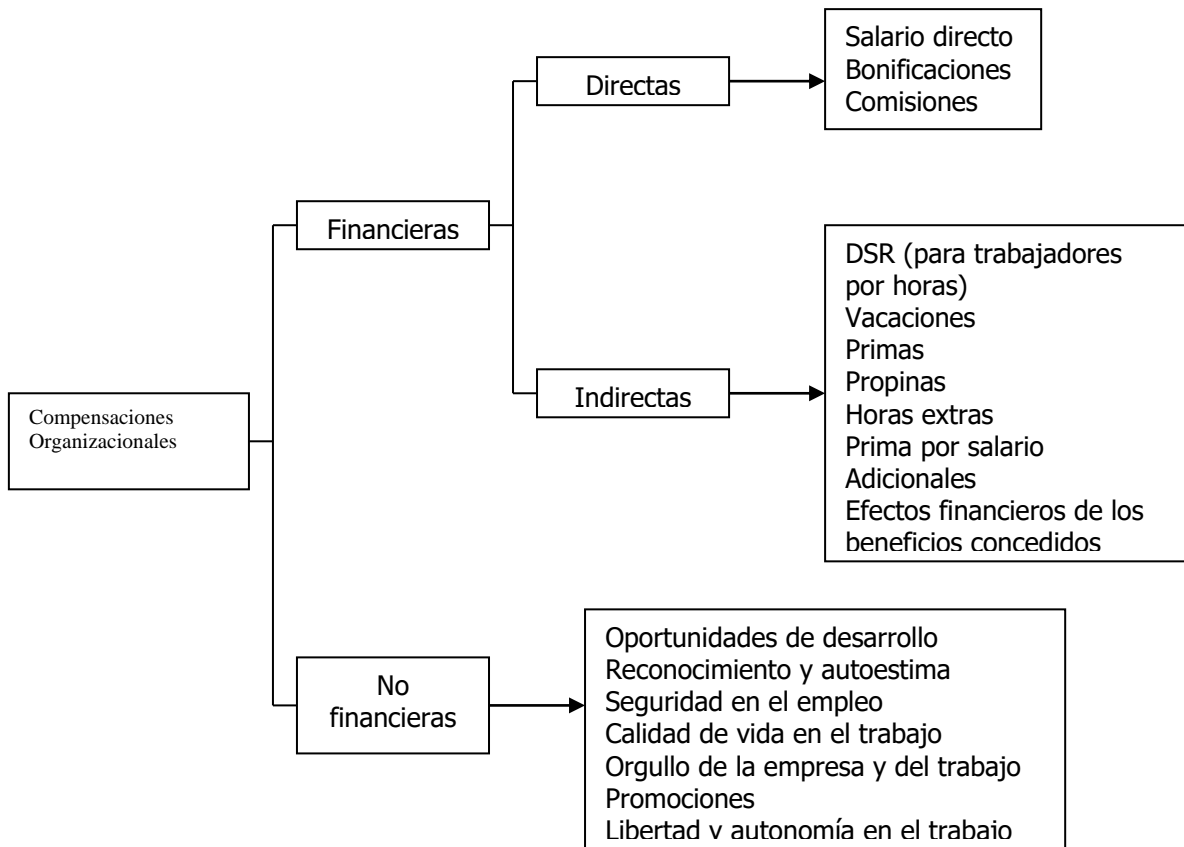 Compensaciones
Organizacionales
Financieras
Directas
Salario directo
Bonificaciones
Comisiones
Indirectas
DSR (para trabajadores
por horas)
Vacaciones
Primas
Propinas
Horas extras
Prima por salario
Adicionales
Efectos financieros de los
beneficios concedidos
No
financieras
Oportunidades de desarrollo
Reconocimiento y autoestima
Seguridad en el empleo
Calidad de vida en el trabajo
Orgullo de la empresa y del trabajo
Promociones
Libertad y autonomía en el trabajo